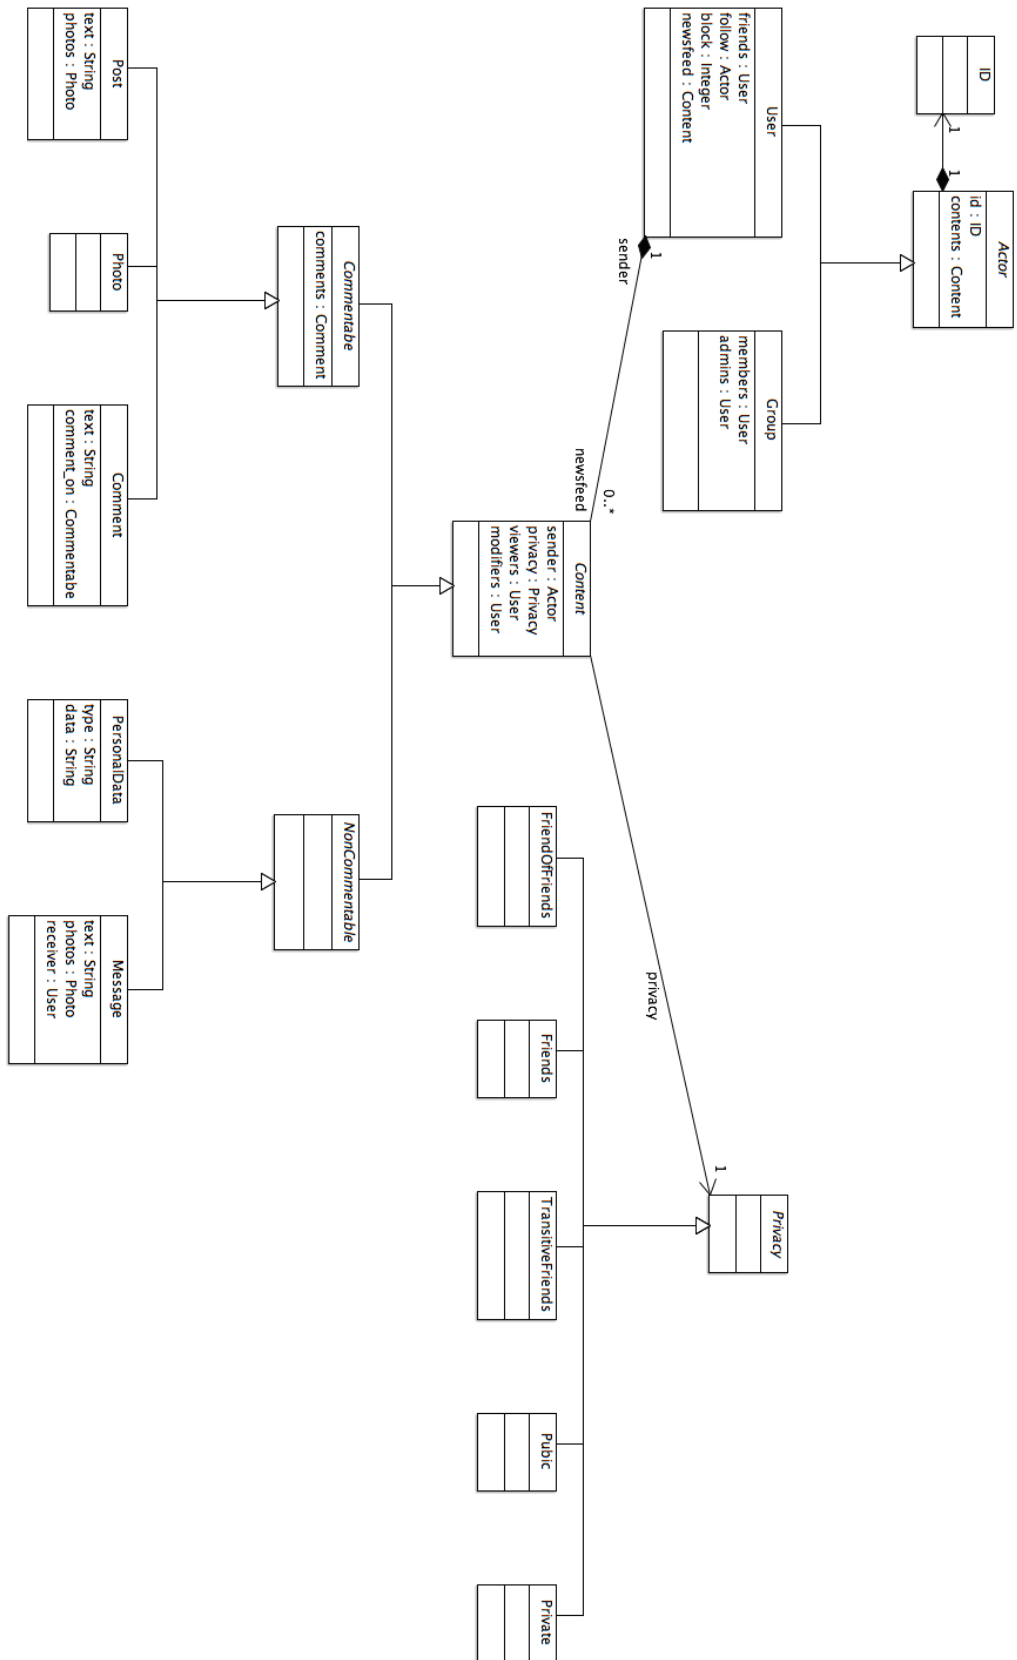 Actor
id : ID
contents : Content
ID
1
1
User
friends : User
follow : Actor
block : Integer
newsfeed : Content
Group
members : User
admins : User
1
sender
0..*
newsfeed
Content
sender : Actor
privacy : Privacy
viewers : User
modifiers : User
privacy
1
Privacy
FriendOfFriends
Friends
TransitiveFriends
Pubic
Private
Commentabe
comments : Comment
NonCommentable
Post
text : String
photos : Photo
Photo
Comment
text : String
comment_on : Commentabe
PersonalData
type : String
data : String
Message
text : String
photos : Photo
receiver : User